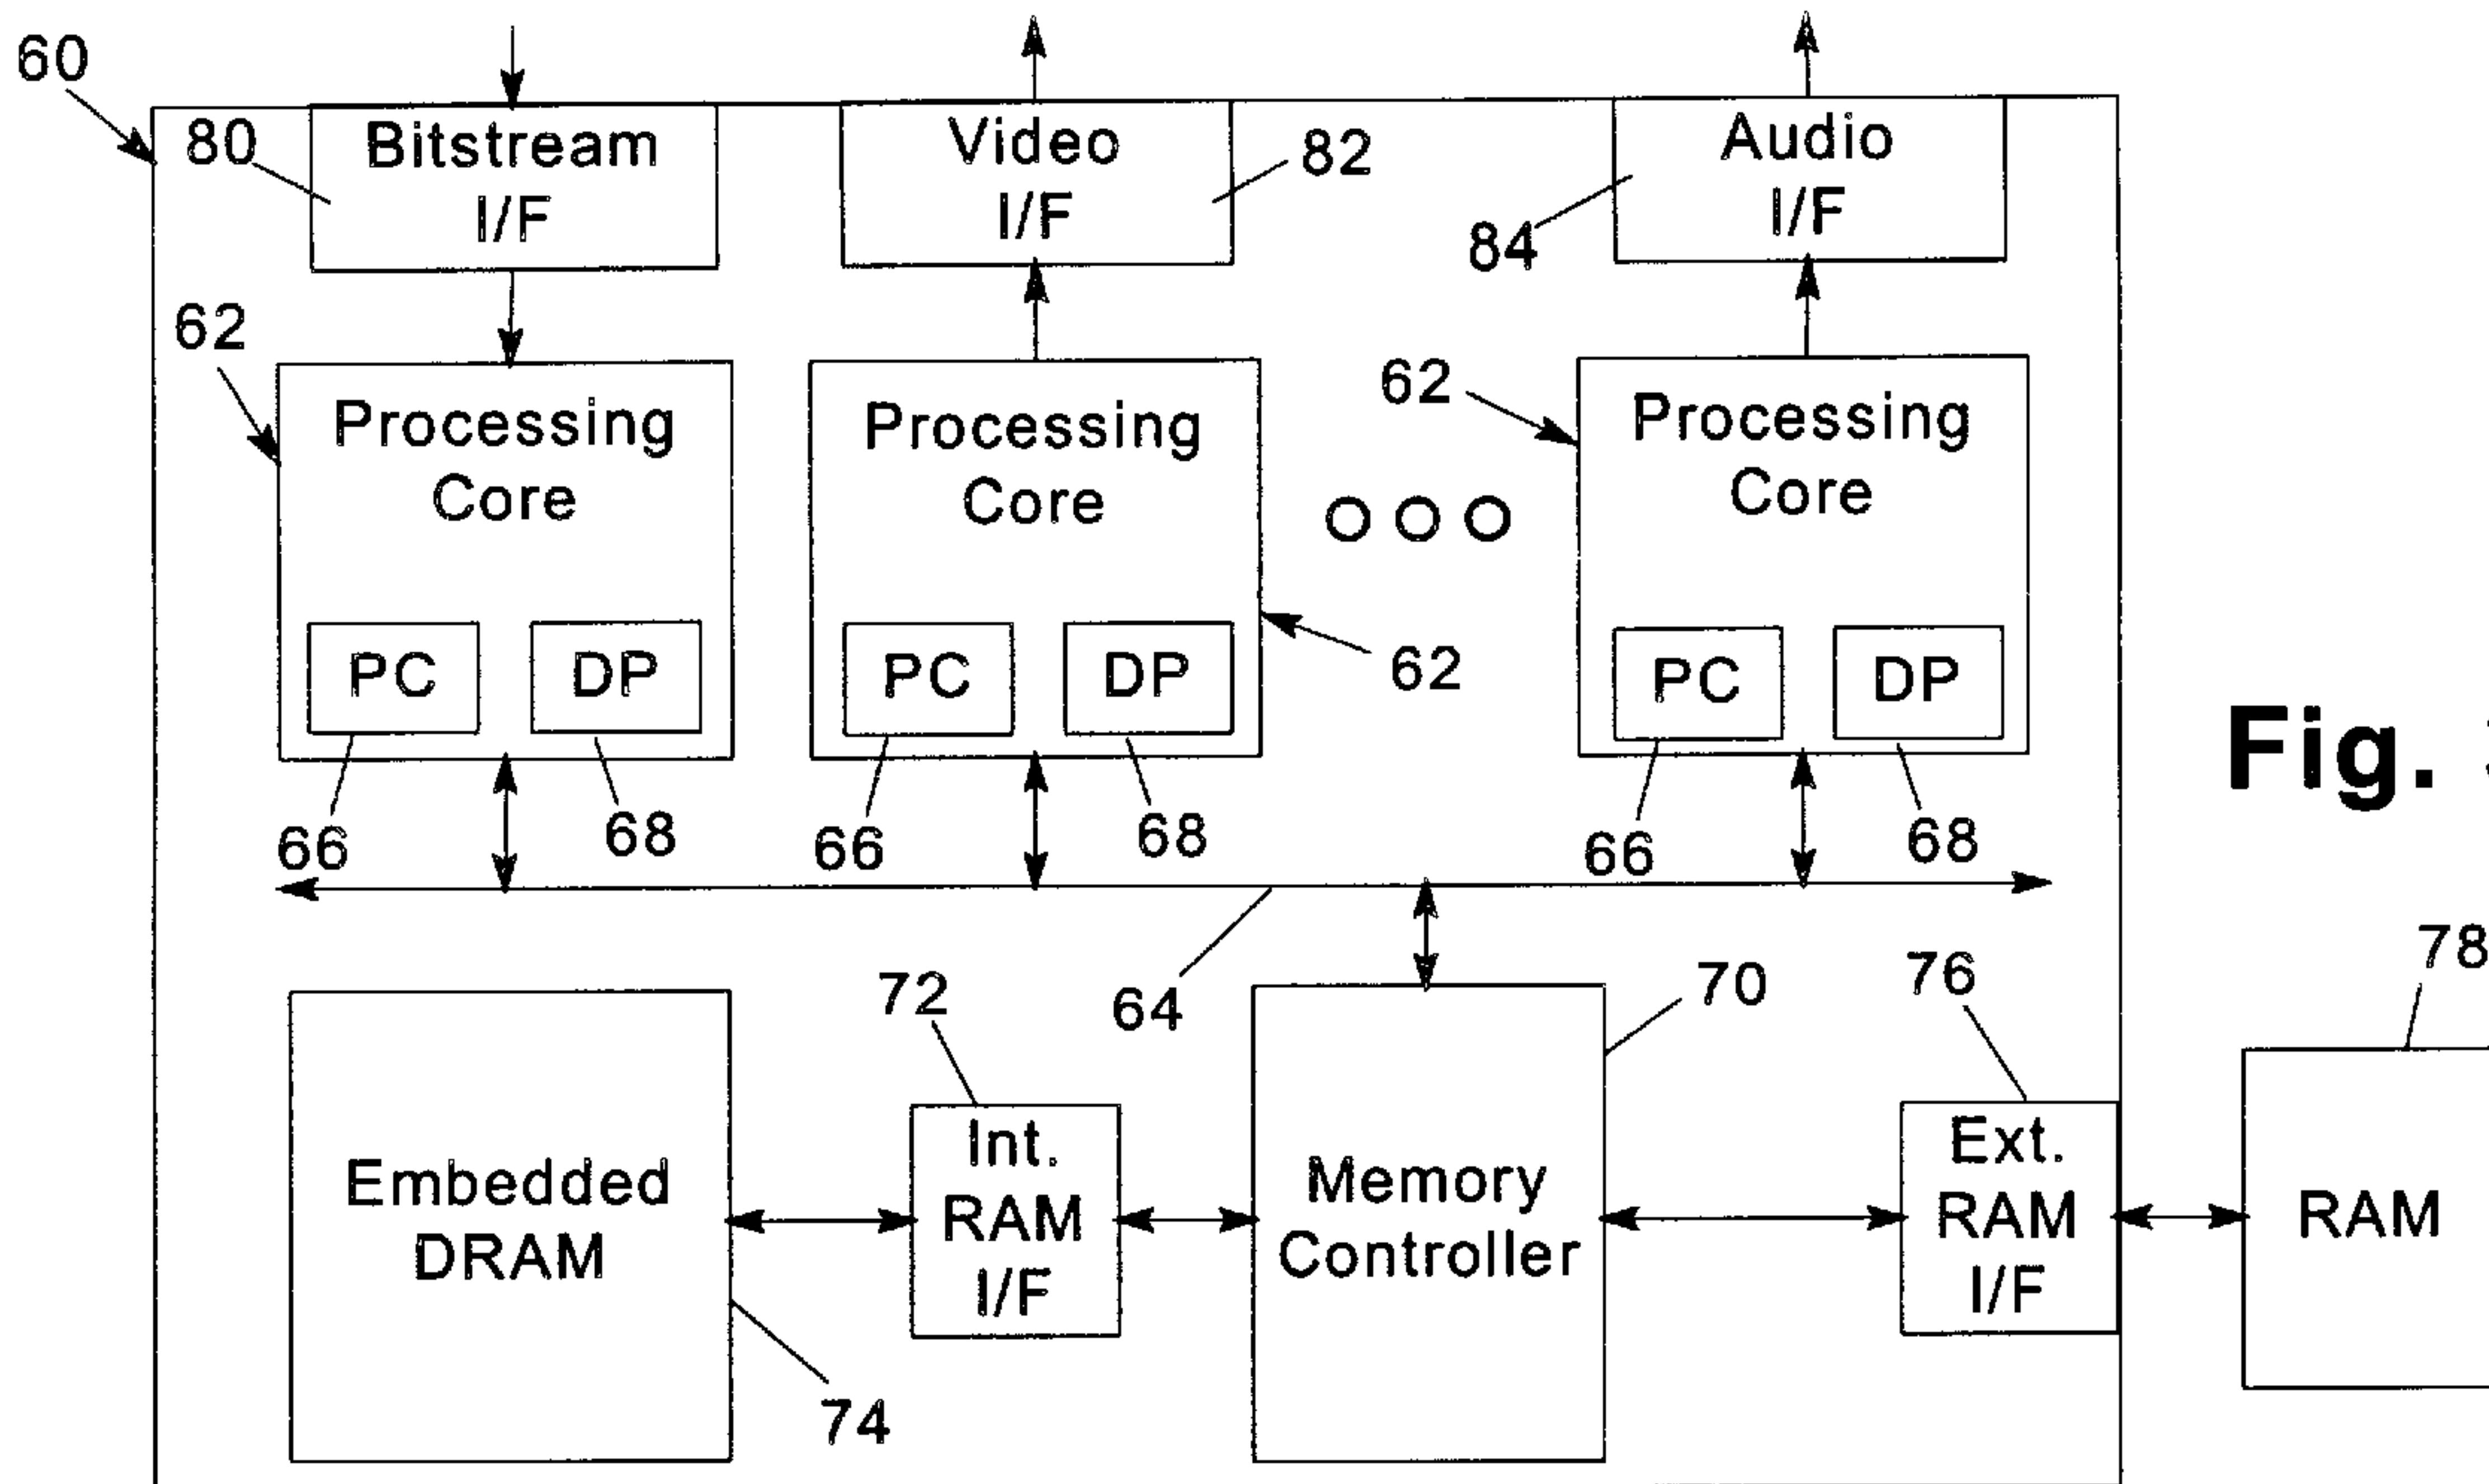 60
80
Bitstream
I/F
Video
I/F
82
Audio
I/F
84
62
Processing
Core
Processing
Core
62
Processing
Core
PC
DP
PC
DP
62
PC
DP
66
68
66
68
66
68
Fig.
64
72
70
76
78
Embedded
DRAM
Int.
RAM
I/F
Memory
Controller
Ext.
RAM
I/F
RAM
74